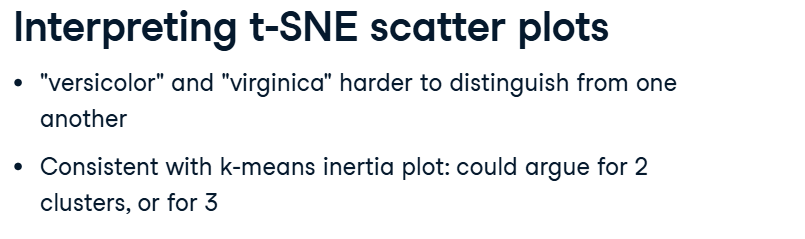 Interpreting t-SNE scatter plots
• "versicolor" and "virginica" harder to distinguish from one
another
• Consistent with k-means inertia plot: could argue for 2
clusters, or for 3